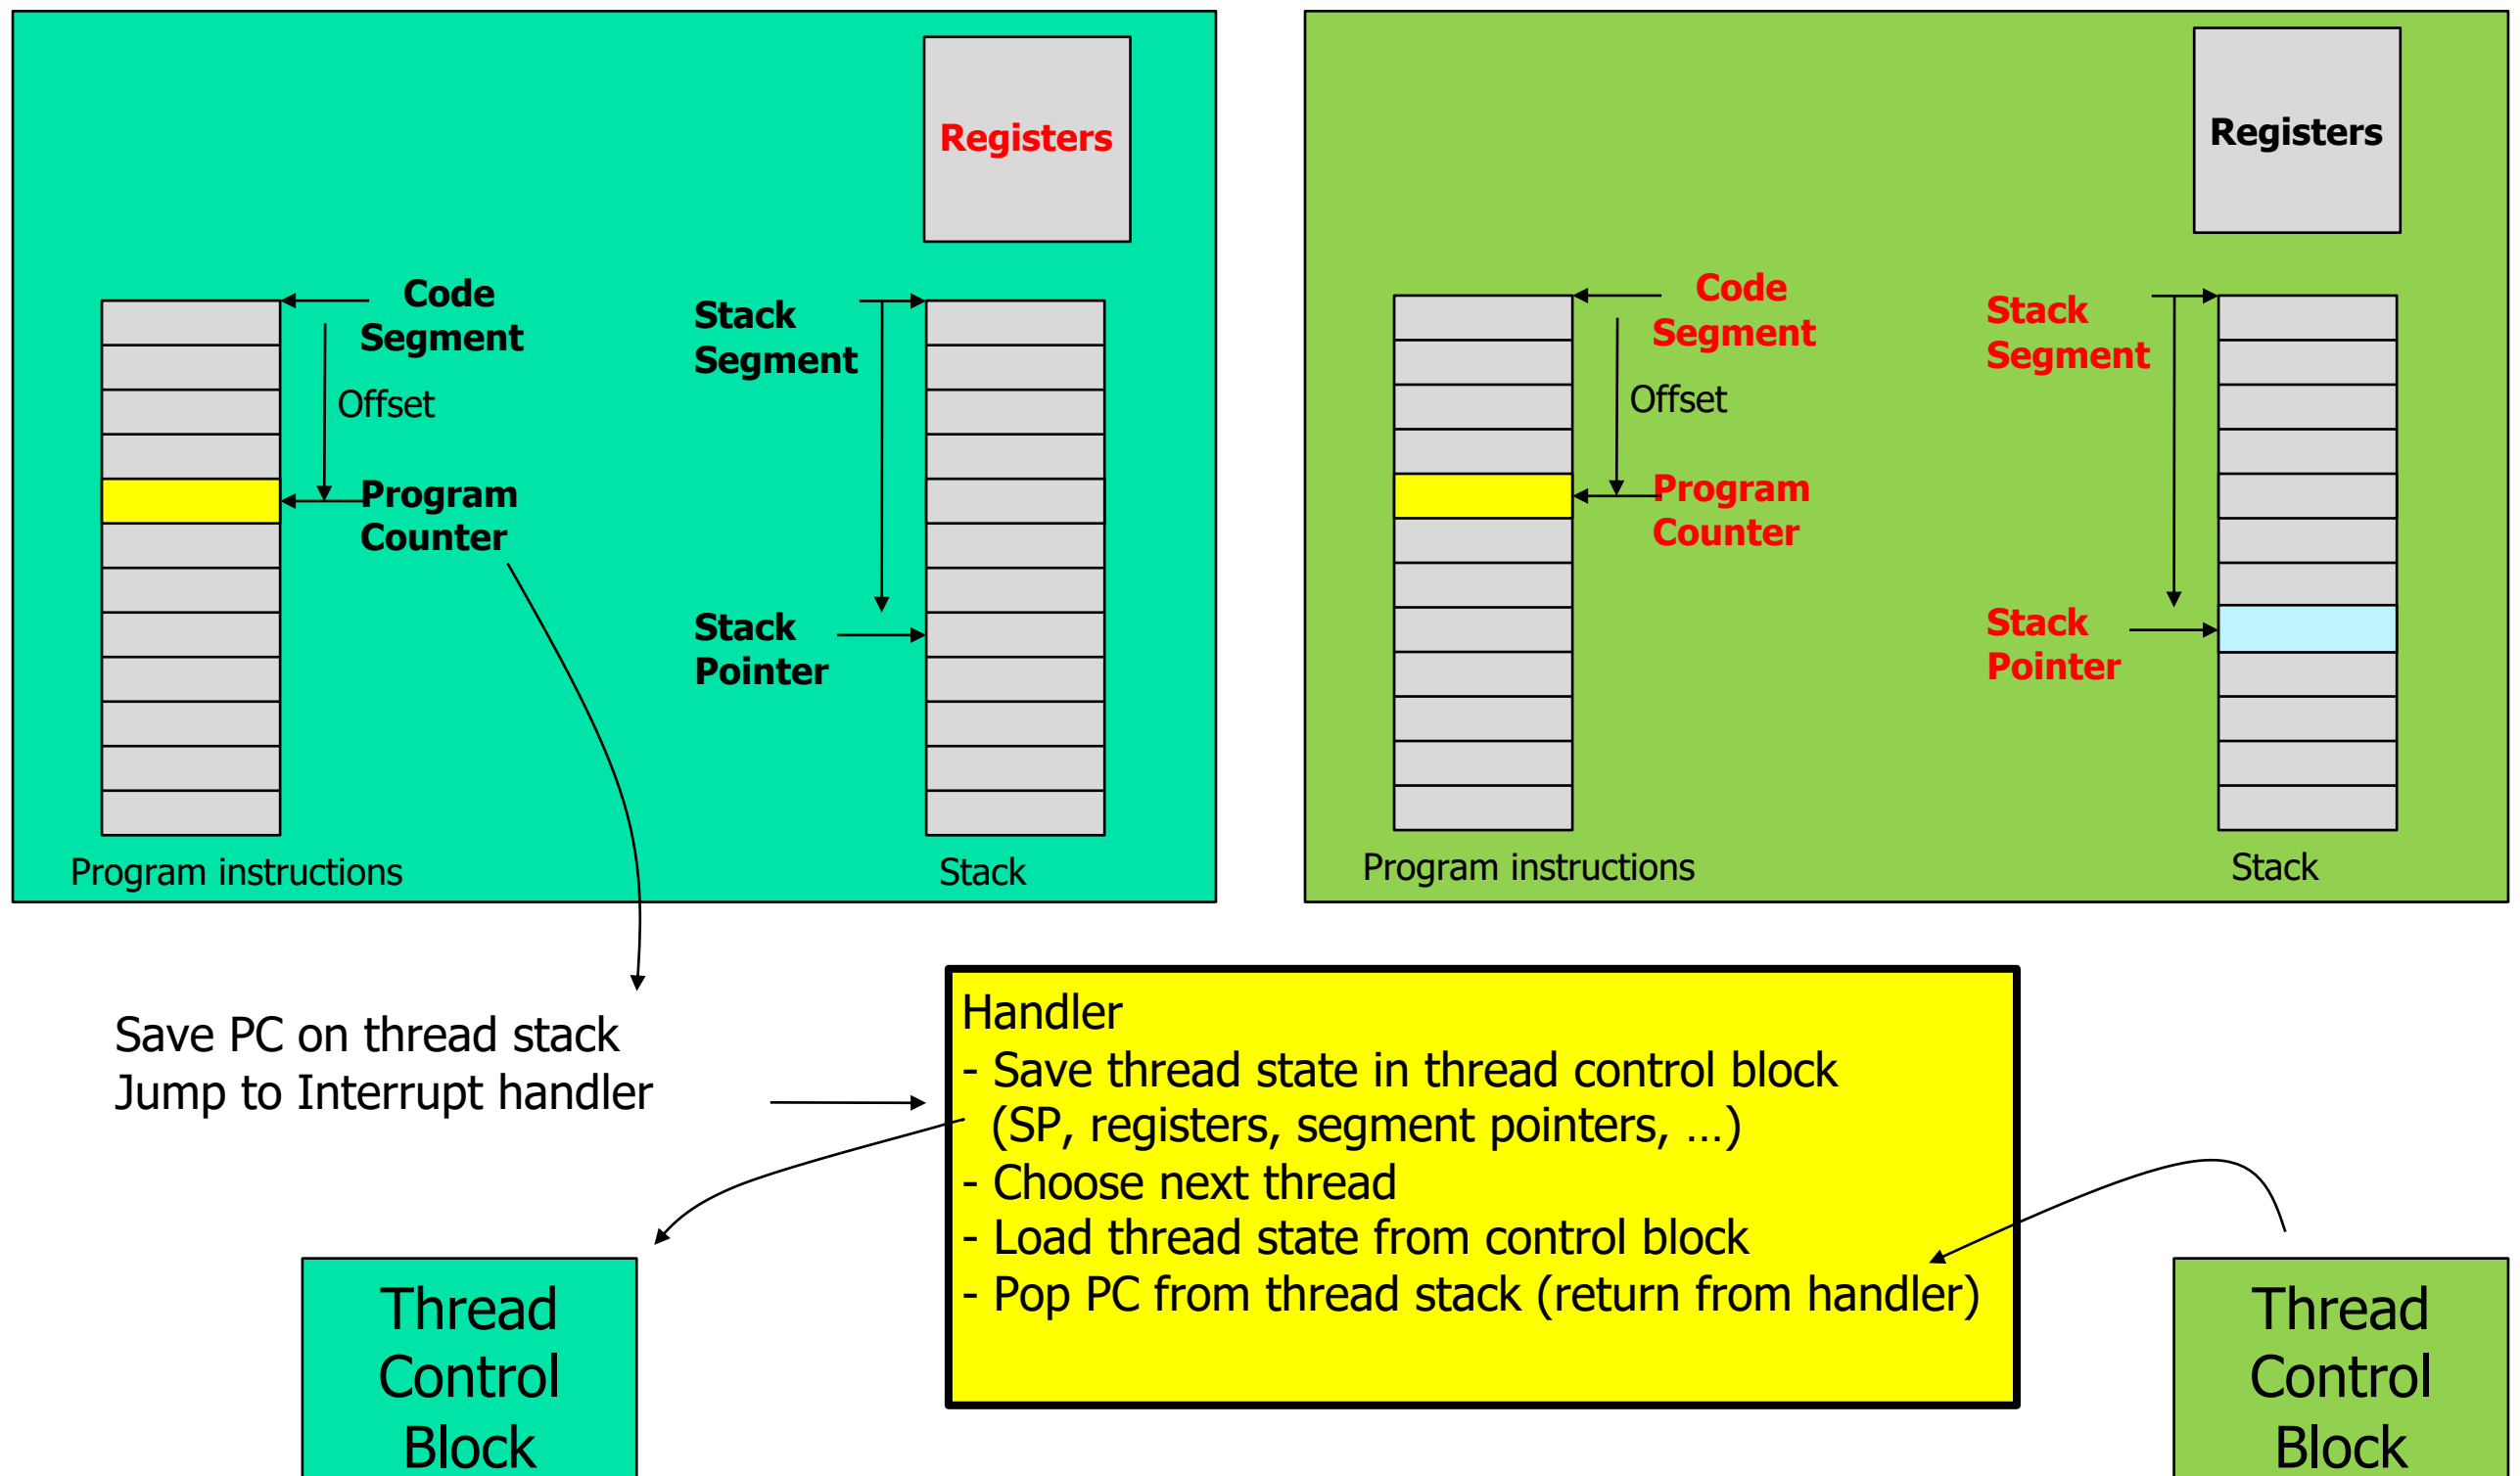 Registers
Code
Segment
Offset
Program
Counter
Stack
Segment
Stack
Pointer
Program instructions
Stack
Registers
Code
Segment
Offset
Program
Counter
Stack
Segment
Stack
Pointer
Program instructions
Stack
Save PC on thread stack
Jump to Interrupt handler
Handler
- Save thread state in thread control block
(SP, registers, segment pointers, …)
- Choose next thread
- Load thread state from control block
- Pop PC from thread stack (return from handler)
Thread
Control
Block
Thread
Control
Block